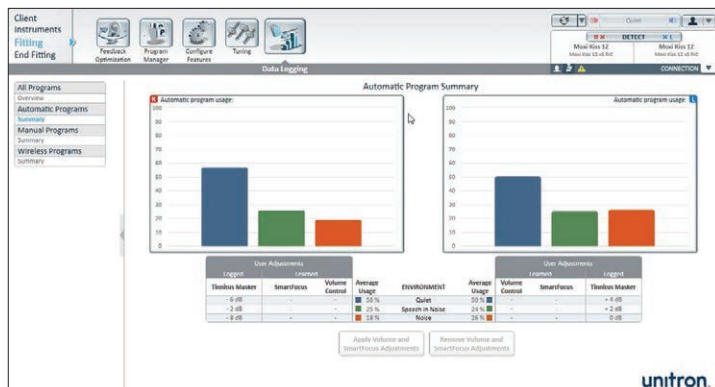 Client
Instruments
Fitting
End Fitting
Feedback Optimization
Program Manager
Configure Features
Tuning
Data Logging
Quiet
R DETECT L
Moxi Kiss 12 Moxi Kiss 12
CONNECTION
All Programs
Overview
Automatic Programs
Summary
Manual Programs
Summary
Wireless Programs
Summary
Automatic Program Summary
R Automatic program usage:
100
90
80
70
60
50
40
30
20
10
0
Automatic program usage: L
100
90
80
70
60
50
40
30
20
10
0
User Adjustments User Adjustments
Logged Learned Learned Logged
Tinnitus Master SmartFocus Volume Control Average Usage ENVIRONMENT Average Usage Volume Control SmartFocus Tinnitus Master
- 6 dB - - 56 % Quiet 50 % - - + 4 dB
- 2 dB - - 25 % Speech in Noise 24 % - - + 2 dB
- 8 dB - - 18 % Noise 26 % - - 0 dB
Apply Volume and SmartFocus Adjustments
Remove Volume and SmartFocus Adjustments
unitron